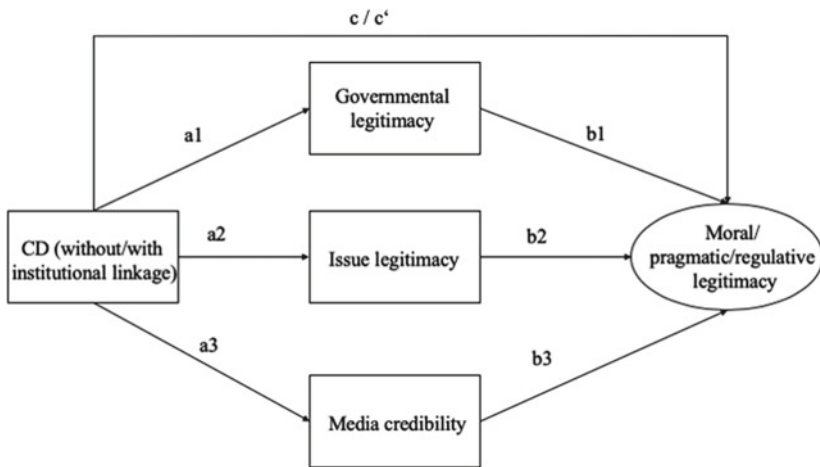 c / c‘
Governmental
legitimacy
a1
b1
CD (without/with
institutional linkage)
a2
Issue legitimacy
b2
Moral/
pragmatic/regulative
legitimacy
a3
b3
Media credibility